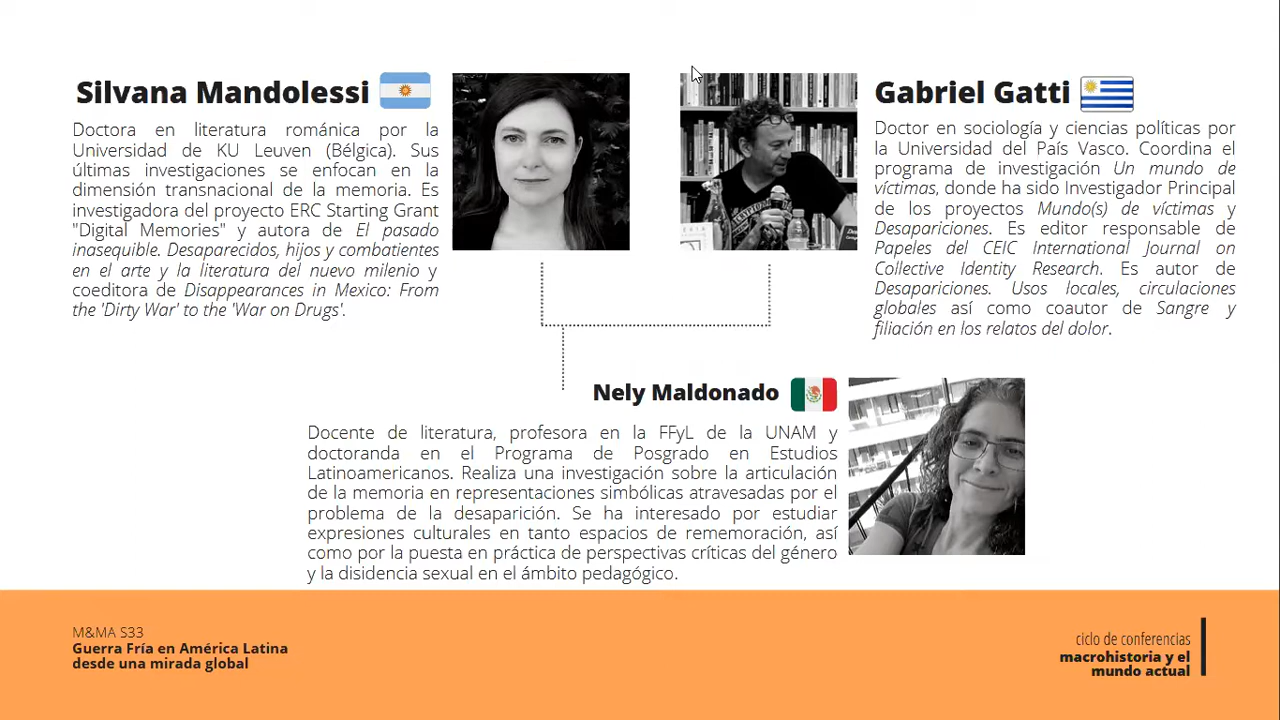 Silvana Mandolessi
Doctora en literatura románica por la
Universidad de KU Leuven (Bélgica). Sus
últimas investigaciones se enfocan en la
dimensión transnacional de la memoria. Es
investigadora del proyecto ERC Starting Grant
"Digital Memories" y autora de El pasado
inasequible. Desaparecidos, hijos y combatientes
en el arte y la literatura del nuevo milenio y
coeditora de Disappearances in Mexico: From
the 'Dirty War' to the 'War on Drugs'.
Gabriel Gatti
Doctor en sociología y ciencias políticas por
la Universidad del País Vasco. Coordina el
programa de investigación Un mundo de
víctimas, donde ha sido Investigador Principal
de los proyectos Mundo(s) de víctimas y
Desapariciones. Es editor responsable de
Papeles del CEIC International Journal on
Collective Identity Research. Es autor de
Desapariciones. Usos locales, circulaciones
globales así como coautor de Sangre y
filiación en los relatos del dolor.
Nely Maldonado
Docente de literatura, profesora en la FFyL de la UNAM y
doctoranda en el Programa de Posgrado en Estudios
Latinoamericanos. Realiza una investigación sobre la articulación
de la memoria en representaciones simbólicas atravesadas por el
problema de la desaparición. Se ha interesado por estudiar
expresiones culturales en tanto espacios de rememoración, así
como por la puesta en práctica de perspectivas críticas del género
y la disidencia sexual en el ámbito pedagógico.
M&MA S33
Guerra Fría en América Latina
desde una mirada global
ciclo de conferencias
macrohistoria y el
mundo actual